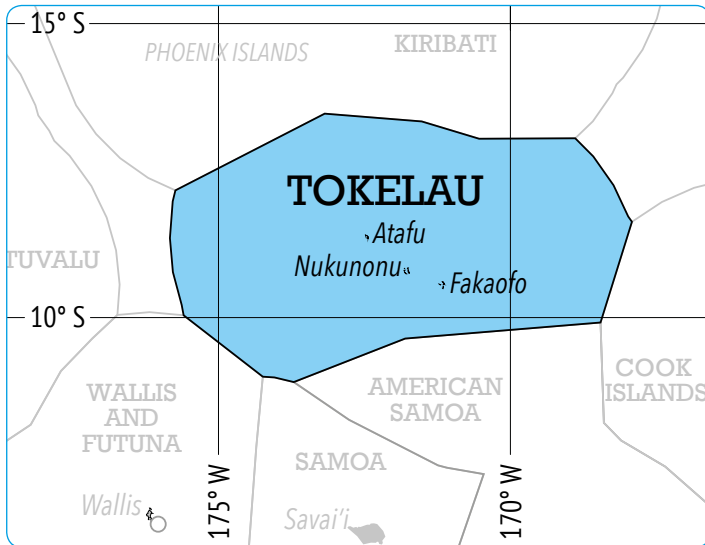 15° S
KIRIBATI
PHOENIX ISLANDS
TOKELAU
Atafu
TUVALU
Nukunonu
Fakaofo
10° S
WALLIS
AND
FUTUNA
AMERICAN
SAMOA
COOK
ISLANDS
SAMOA
175° W
170° W
Wallis
Savai'i